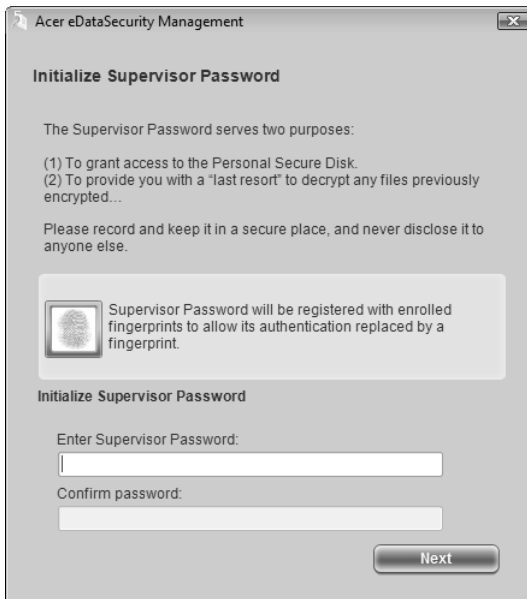 Acer eDataSecurity Management
Initialize Supervisor Password
The Supervisor Password serves two purposes:
(1) To grant access to the Personal Secure Disk.
(2) To provide you with a “last resort” to decrypt any files previously
encrypted...
Please record and keep it in a secure place, and never disclose it to
anyone else.
Supervisor Password will be registered with enrolled
fingerprints to allow its authentication replaced by a
fingerprint.
Initialize Supervisor Password
Enter Supervisor Password:
Confirm password:
Next